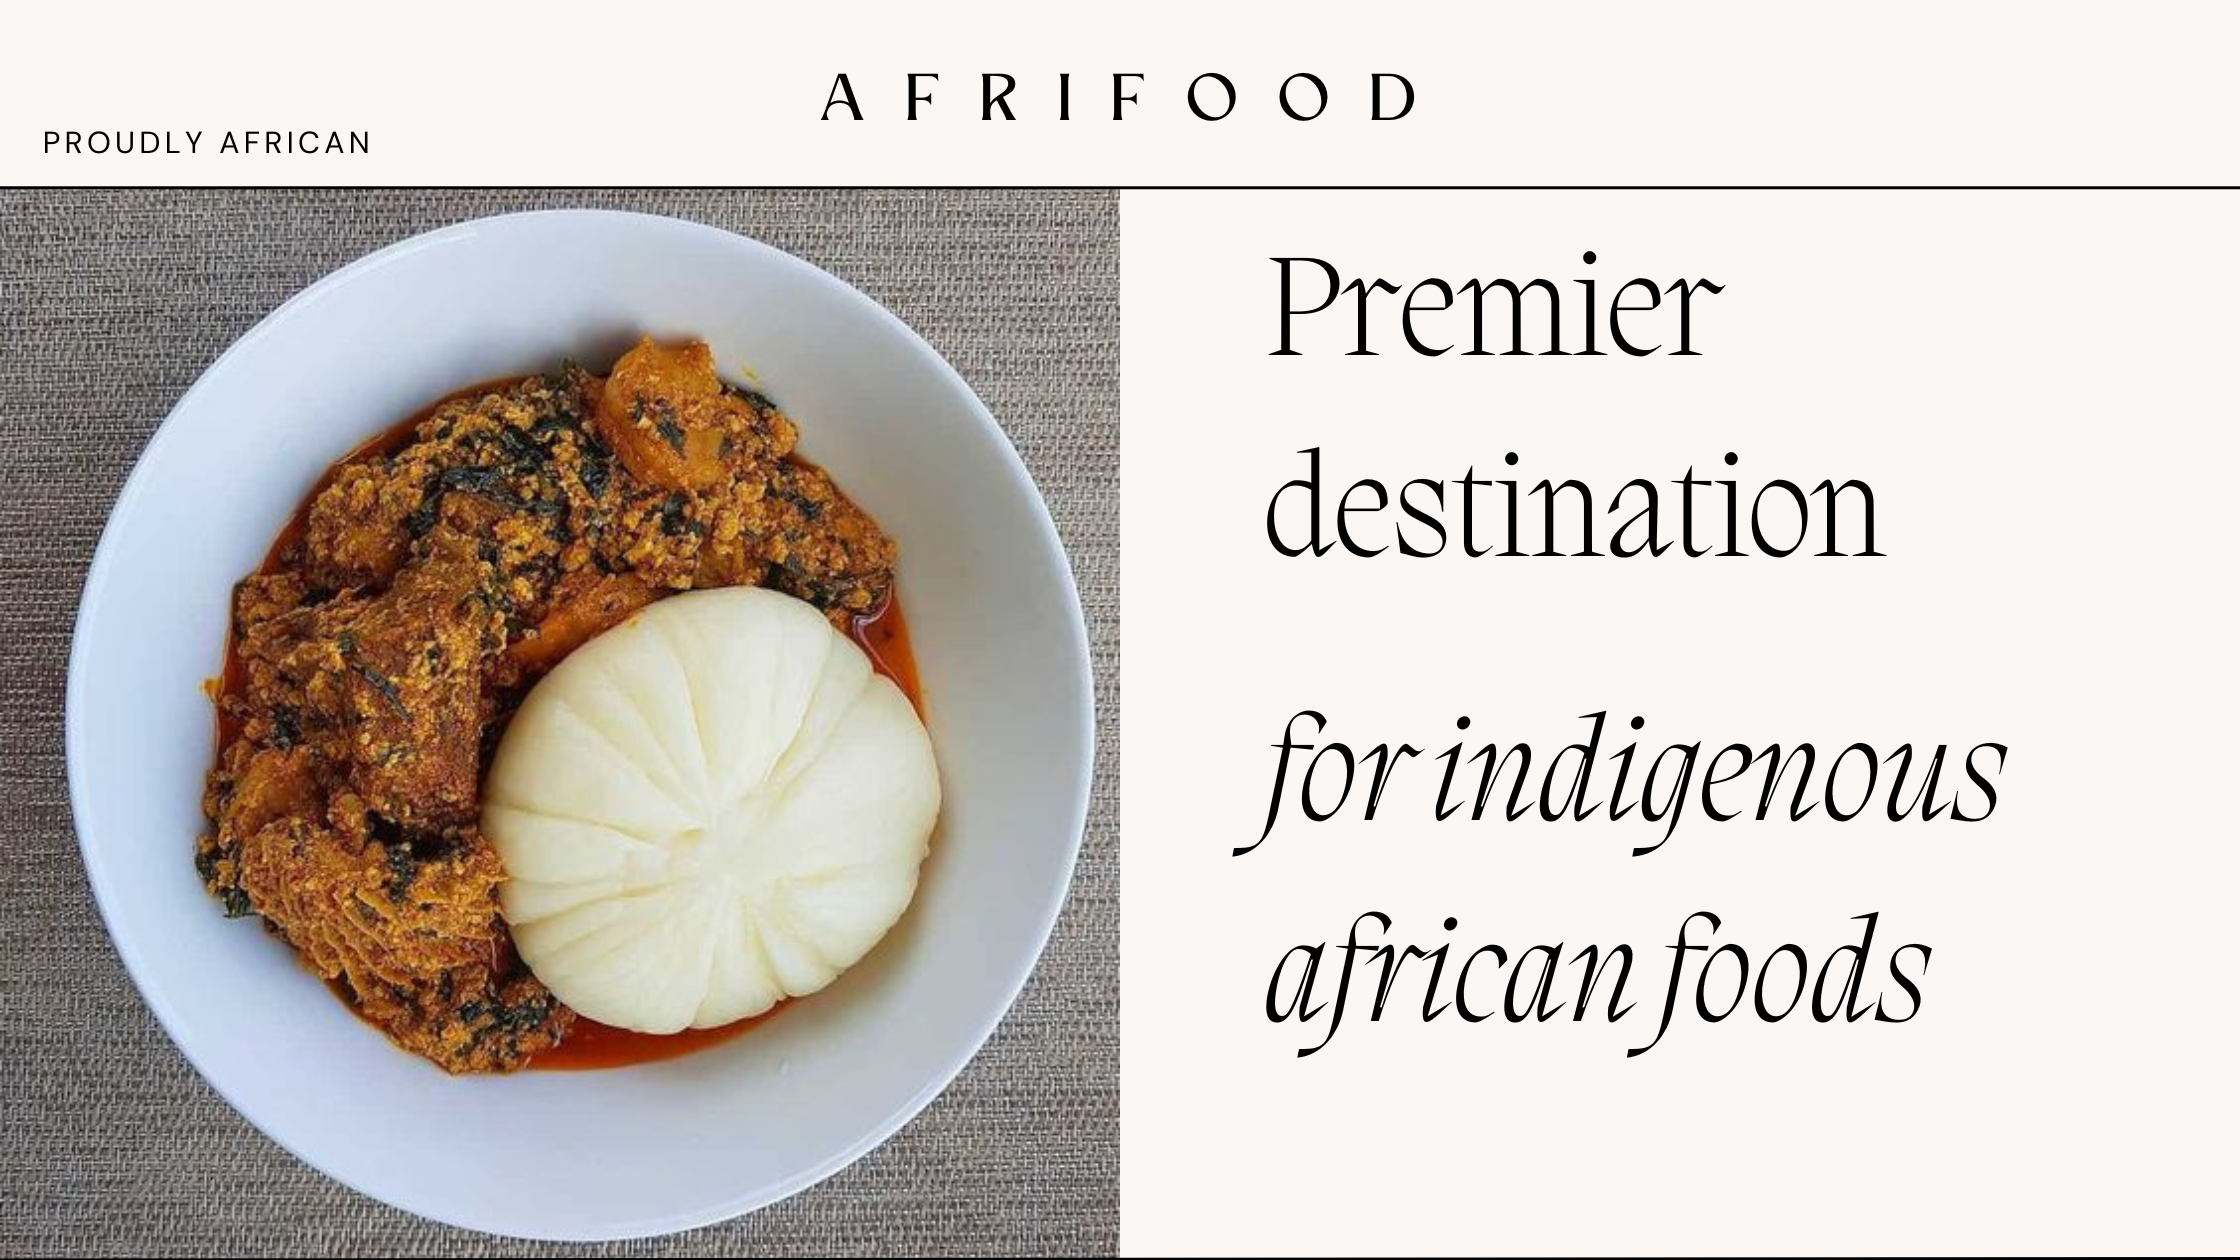 AFRIFOOD
PROUDLY AFRICAN
Premier
destination
for indigenous
african foods